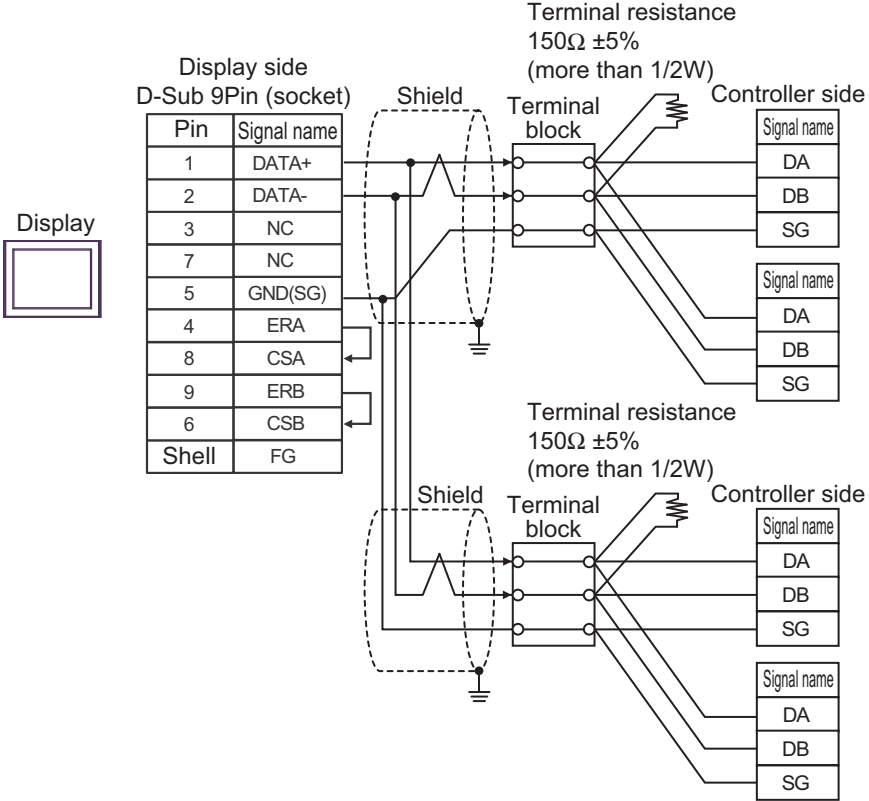 Terminal resistance
150Ω ±5%
(more than 1/2W)
Display side
D-Sub 9Pin (socket)
Shield
Terminal
block
Controller side
Pin Signal name
1 DATA+
2 DATA-
3 NC
7 NC
5 GND(SG)
4 ERA
8 CSA
9 ERB
6 CSB
Shell FG
Display
Signal name
DA
DB
SG
Signal name
DA
DB
SG
Terminal resistance
150Ω ±5%
(more than 1/2W)
Shield
Terminal
block
Controller side
Signal name
DA
DB
SG
Signal name
DA
DB
SG